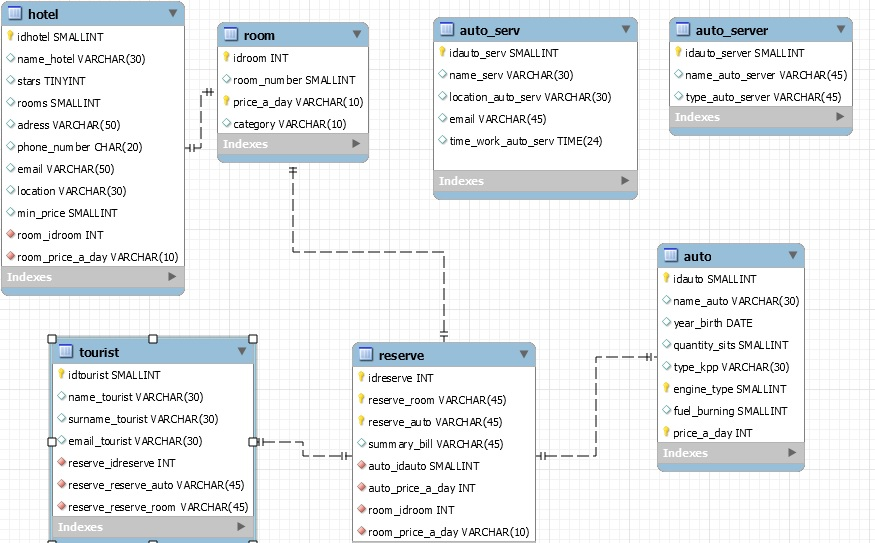 hotel
idhotel SMALLINT
name_hotel VARCHAR(30)
stars TINYINT
rooms SMALLINT
adress VARCHAR(50)
phone_number CHAR(20)
email VARCHAR(50)
location VARCHAR(30)
min_price SMALLINT
room_idroom INT
room_price_a_day VARCHAR(10)
Indexes
room
idroom INT
room_number SMALLINT
price_a_day VARCHAR(10)
category VARCHAR(10)
Indexes
auto_serv
idauto_serv SMALLINT
name_serv VARCHAR(30)
location_auto_serv VARCHAR(30)
email VARCHAR(45)
time_work_auto_serv TIME(24)
Indexes
auto_server
idauto_server SMALLINT
name_auto_server VARCHAR(45)
type_auto_server VARCHAR(45)
Indexes
tourist
idtourist SMALLINT
name_tourist VARCHAR(30)
surname_tourist VARCHAR(30)
email_tourist VARCHAR(30)
reserve_idreserve INT
reserve_reserve_auto VARCHAR(45)
reserve_reserve_room VARCHAR(45)
Indexes
reserve
idreserve INT
reserve_room VARCHAR(45)
reserve_auto VARCHAR(45)
summary_bill VARCHAR(45)
auto_idauto SMALLINT
auto_price_a_day INT
room_idroom INT
room_price_a_day VARCHAR(10)
auto
idauto SMALLINT
name_auto VARCHAR(30)
year_birth DATE
quantity_sits SMALLINT
type_kpp VARCHAR(30)
engine_type SMALLINT
fuel_burning SMALLINT
price_a_day INT
Indexes